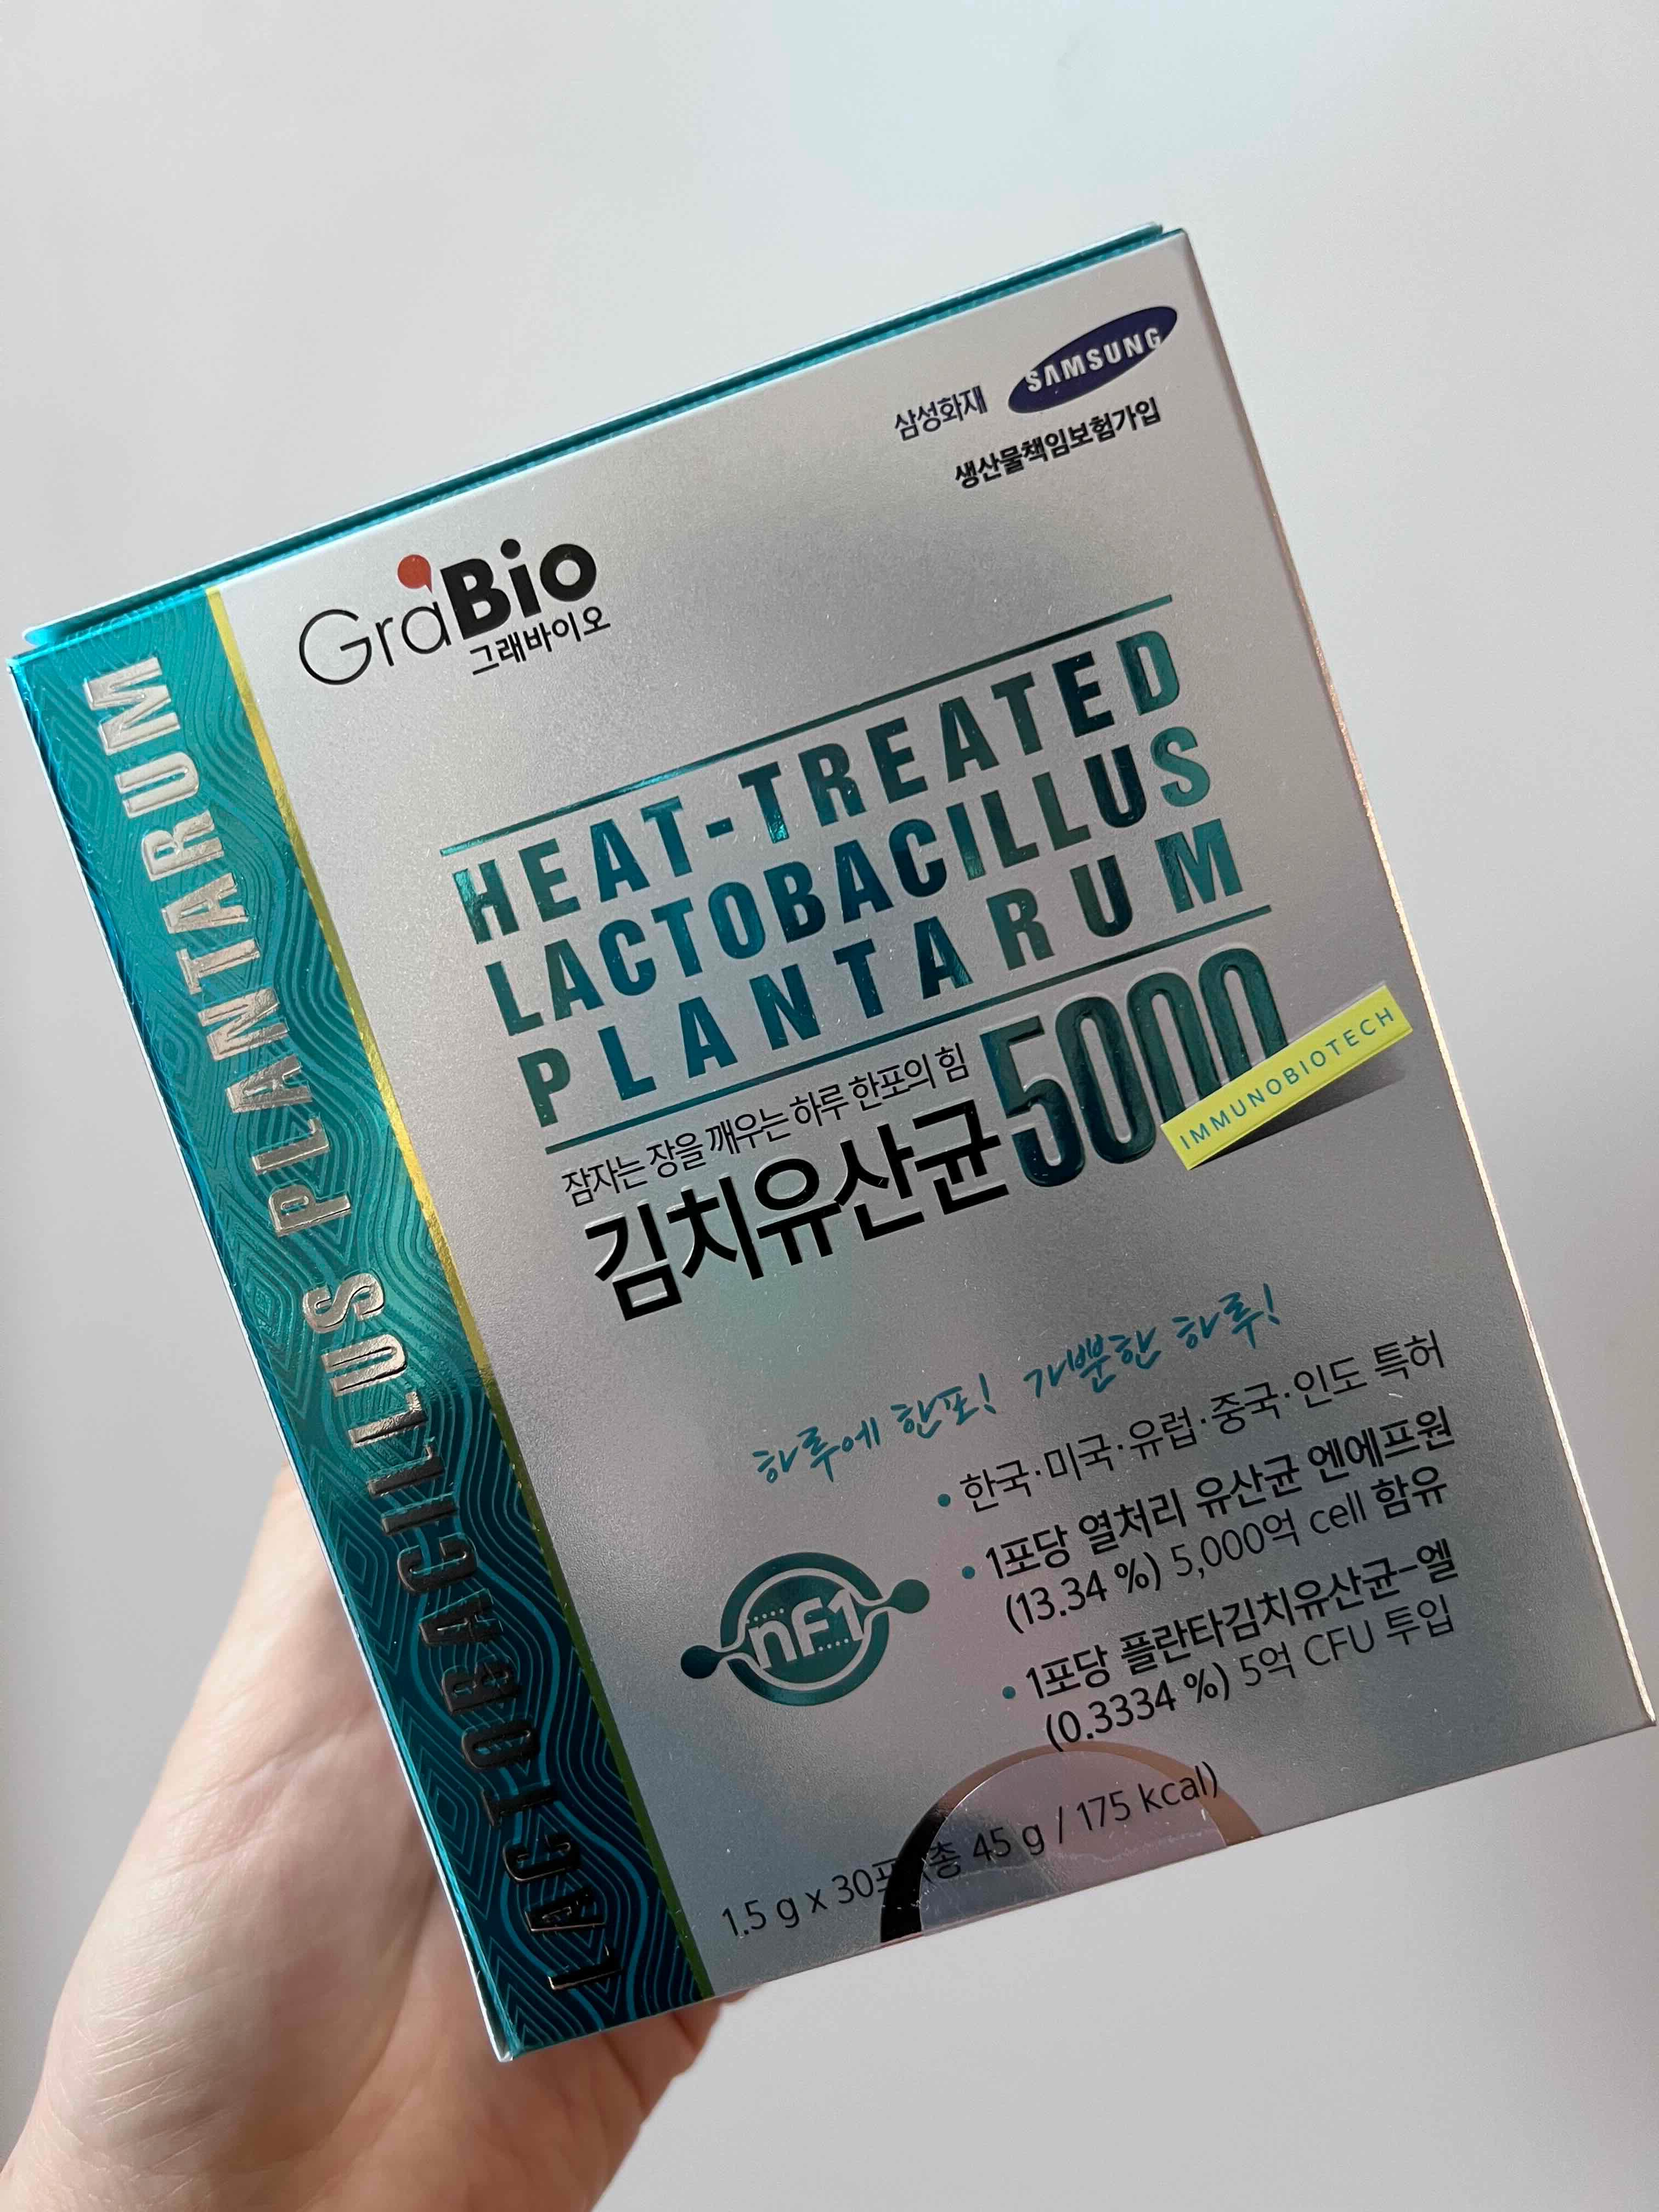 삼성화재 SAMSUNG
생산물책임보험가입
GraBio
그래바이오
HEAT-TREATED
LACTOBACILLUS
PLANTARUM
잠자는 장을 깨우는 하루 한포의 힘
김치유산균 5000
IMMUNOBIOTECH
하루에 한포! 가뿐한 하루!
• 한국·미국·유럽·중국·인도 특허
• 1포당 열처리 유산균 엔에프원
(13.34 %) 5,000억 cell 함유
• 1포당 플란타김치유산균-엘
(0.3334 %) 5억 CFU 투입
nF1
1.5 g x 30포 (총 45 g / 175 kcal)
LACTOBACILLUS PLANTARUM